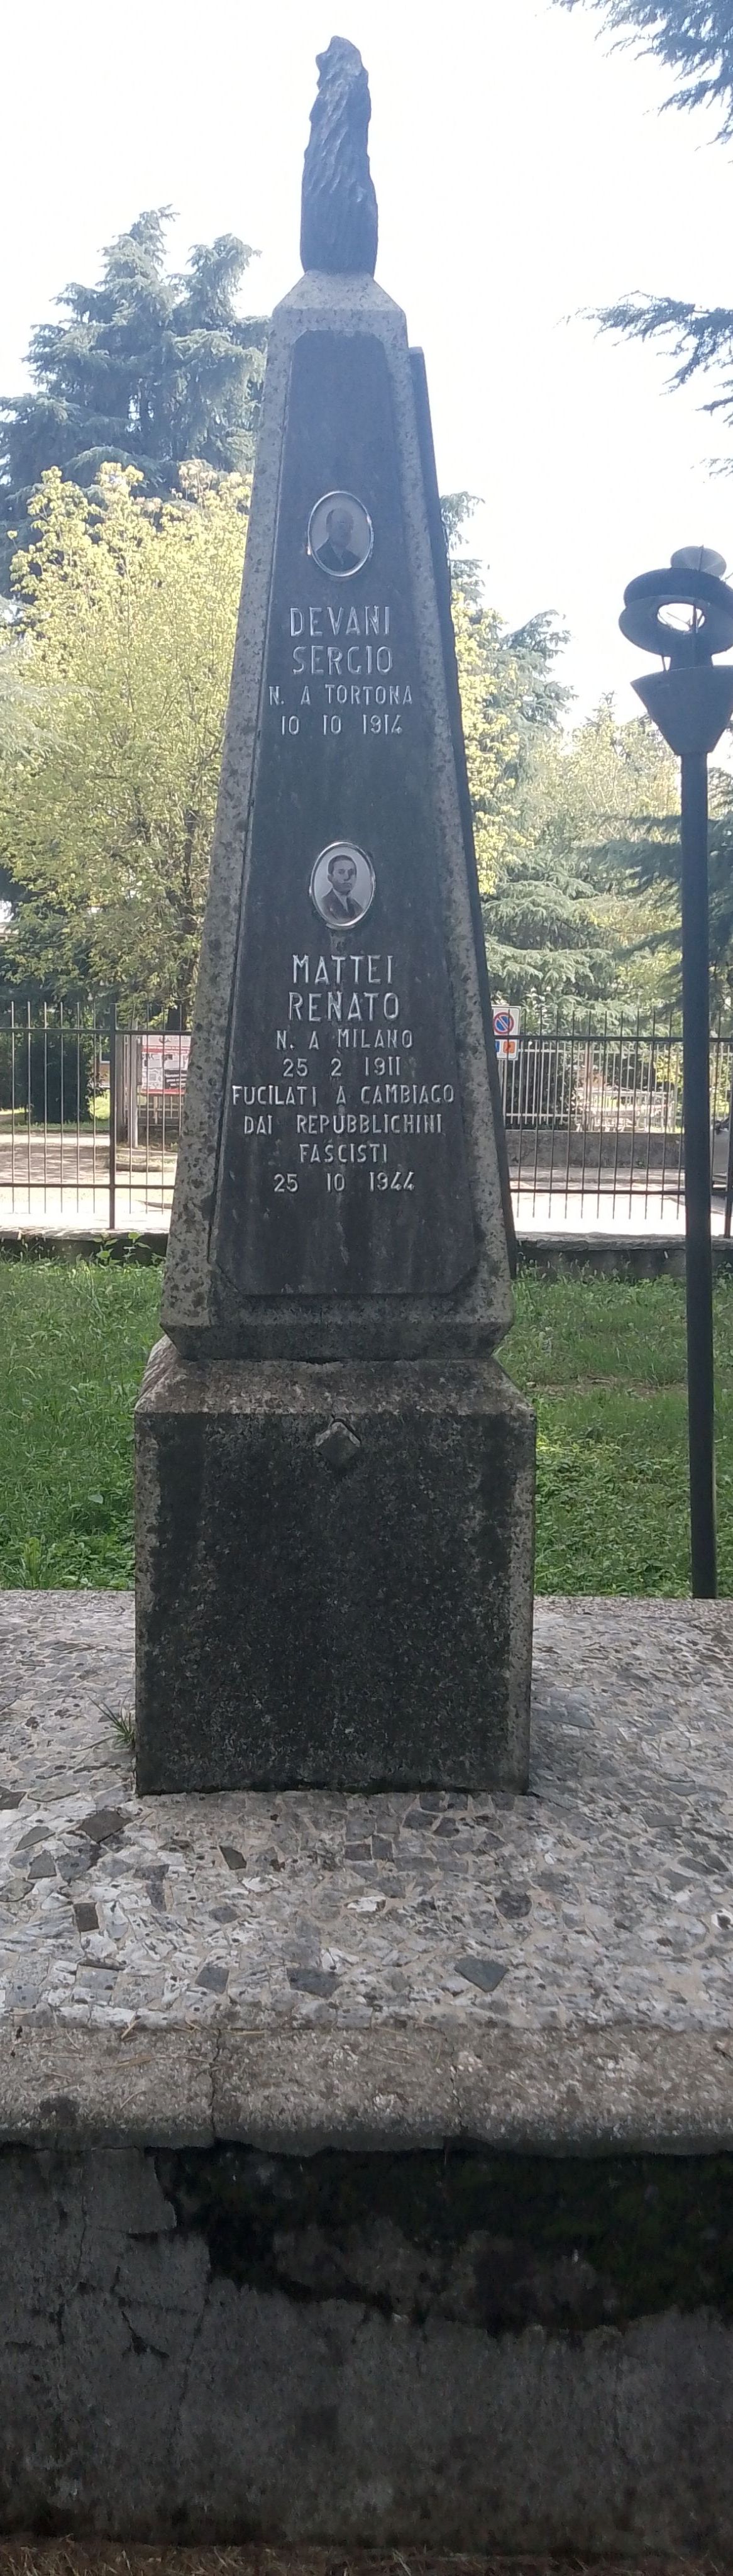 DEVANI
SERGIO
N. A TORTONA
10 10 1914
MATTEI
RENATO
N. A MILANO
25 2 1911
FUCILATI A CAMBIAGO
DAI REPUBBLICHINI
FASCISTI
25 10 1944